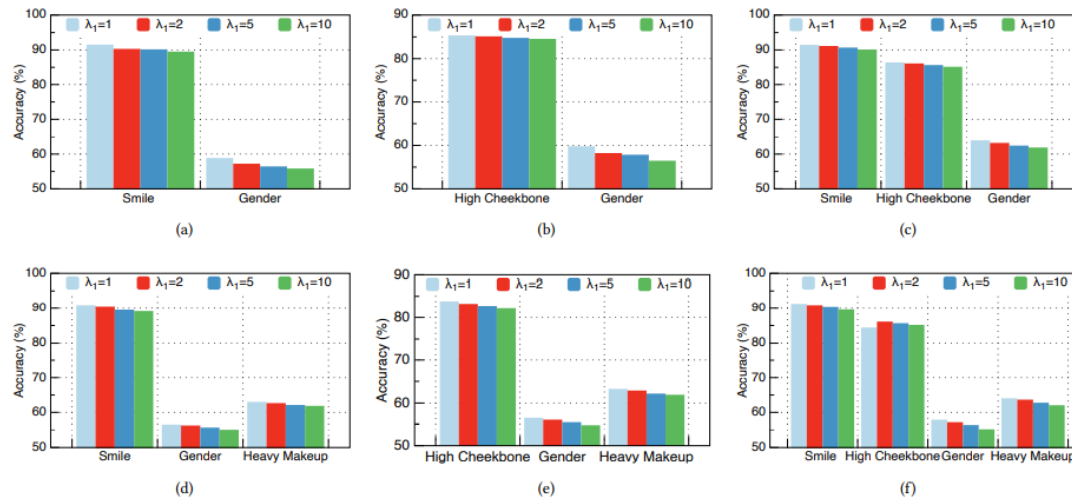 100
λ₁=1 λ₁=2 λ₁=5 λ₁=10
90
80
70
60
50
Accuracy (%)
Smile Gender
(a)
90
λ₁=1 λ₁=2 λ₁=5 λ₁=10
80
70
60
50
Accuracy (%)
High Cheekbone Gender
(b)
100
λ₁=1 λ₁=2 λ₁=5 λ₁=10
90
80
70
60
50
Accuracy (%)
Smile High Cheekbone Gender
(c)
100
λ₁=1 λ₁=2 λ₁=5 λ₁=10
90
80
70
60
50
Accuracy (%)
Smile Gender Heavy Makeup
(d)
90
λ₁=1 λ₁=2 λ₁=5 λ₁=10
80
70
60
50
Accuracy (%)
High Cheekbone Gender Heavy Makeup
(e)
100
λ₁=1 λ₁=2 λ₁=5 λ₁=10
90
80
70
60
50
Accuracy (%)
Smile High Cheekbone Gender Heavy Makeup
(f)